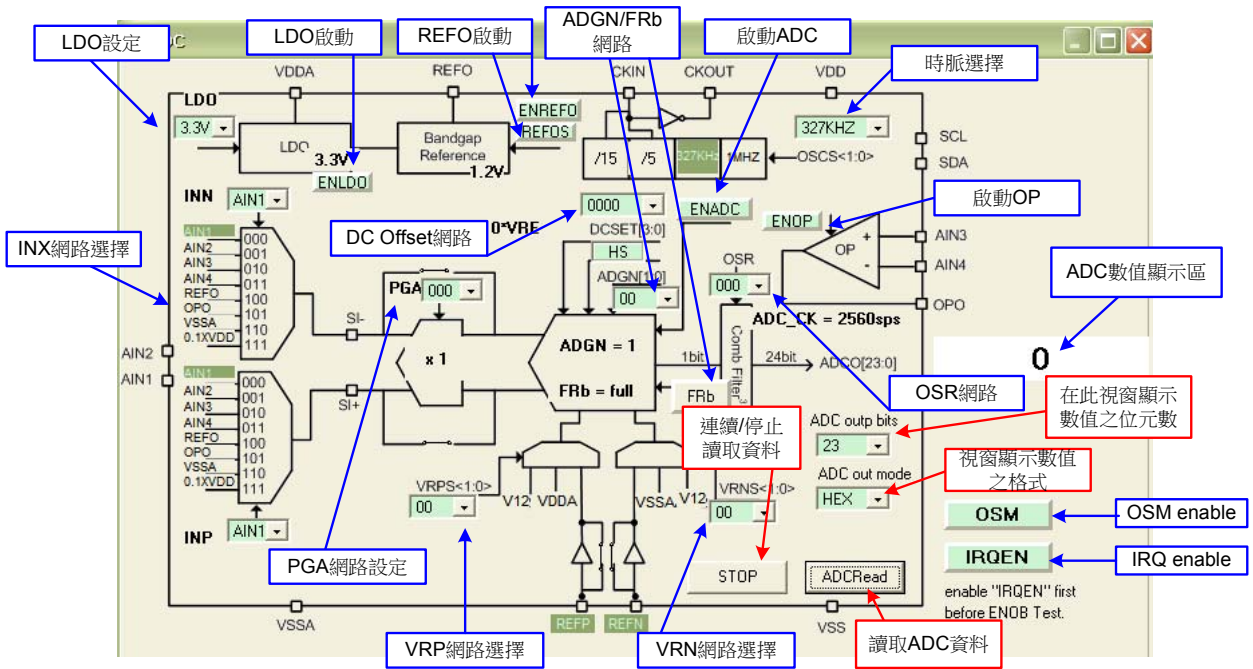 LDO設定
LDO啟動
REFO啟動
ADGN/FRb
網路
啟動ADC
時脈選擇
VDDA
REFO
CKIN
CKOUT
VDD
LDO
3.3V
LDO
3.3V
ENLDO
Bandgap
Reference
1.2V
ENREFO
REFOS
/15
/5
327KHz
1MHZ
OSCS<1:0>
327KHZ
SCL
SDA
INN
AIN1
INX網路選擇
DC Offset網路
0*VRE
0000
DCSET[3:0]
HS
ADGN[1:0]
00
ENADC
ENOP
啟動OP
OP
+
-
AIN3
AIN4
OPO
OSR
000
ADC_CK = 2560sps
ADC數值顯示區
0
AIN1
AIN2
AIN3
AIN4
REFO
OPO
VSSA
0.1XVDD
000
001
010
011
100
101
110
111
SI-
PGA
000
x 1
ADGN = 1
FRb = full
1bit
Comb Filter³
24bit
ADCO[23:0]
FRb
OSR網路
AIN2
AIN1
AIN1
AIN2
AIN3
AIN4
REFO
OPO
VSSA
0.1XVDD
000
001
010
011
100
101
110
111
SI+
INP
AIN1
連續/停止
讀取資料
ADC outp bits
23
在此視窗顯示
數值之位元數
ADC out mode
HEX
視窗顯示數值
之格式
VRPS<1:0>
00
V12
VDDA
VSSA
V12
VRNS<1:0>
00
OSM
OSM enable
IRQEN
IRQ enable
enable "IRQEN" first
before ENOB Test.
PGA網路設定
STOP
ADCRead
VSSA
REFP
REFN
VSS
VRP網路選擇
VRN網路選擇
讀取ADC資料